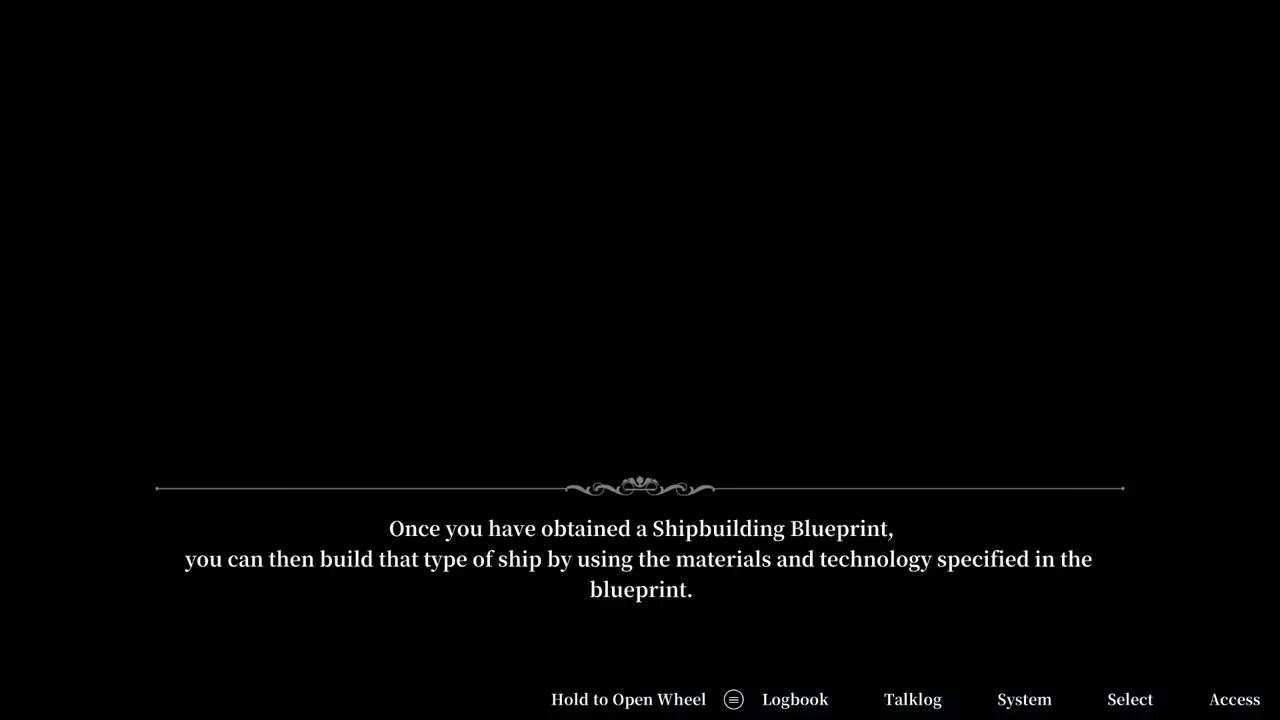 Once you have obtained a Shipbuilding Blueprint,
you can then build that type of ship by using the materials and technology specified in the
blueprint.
Hold to Open Wheel Logbook Talklog System Select Access